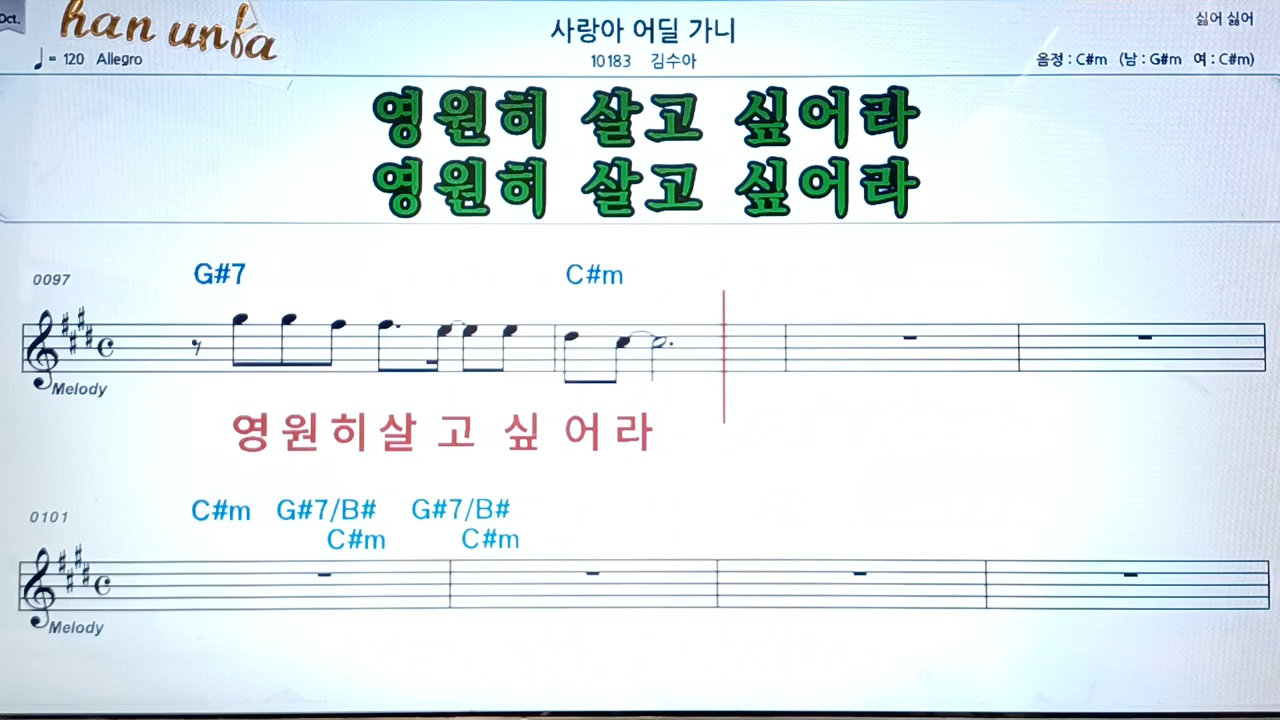 Oct.
han unfa
사랑아 어딜 가니
싫어 싫어
♩ = 120 Allegro
10183 김수아
음정 : C#m (남 : G#m 여 : C#m)
영원히 살고 싶어라
영원히 살고 싶어라
0097
G#7 C#m
Melody
영원히살 고 싶 어 라
0101
C#m G#7/B# G#7/B#
C#m C#m
Melody